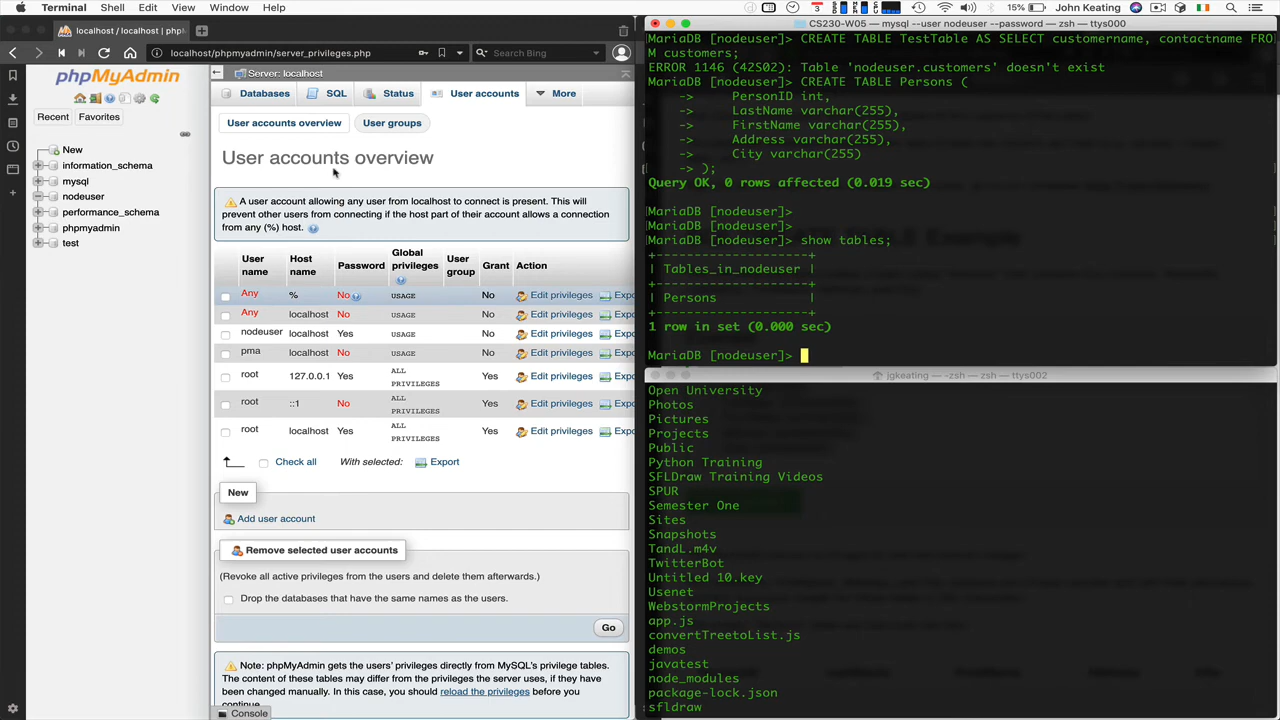 Shell Edit View Window Help
15% John Keating
localhost / localhost | phpM
localhost/phpmyadmin/server_privileges.php
Search Bing
phpMyAdmin
Recent Favorites
New
information_schema
mysql
nodeuser
performance_schema
phpmyadmin
test
Server: localhost
Databases SQL Status User accounts More
User accounts overview User groups
User accounts overview
A user account allowing any user from localhost to connect is present. This will
prevent other users from connecting if the host part of their account allows a connection
from any (%) host.
User name Host name Password Global privileges User group Grant Action
Any % No USAGE No Edit privileges Expo
Any localhost No USAGE No Edit privileges Expo
nodeuser localhost Yes USAGE No Edit privileges Expo
pma localhost No USAGE No Edit privileges Expo
root 127.0.0.1 Yes ALL PRIVILEGES Yes Edit privileges Expo
root ::1 No ALL PRIVILEGES Yes Edit privileges Expo
root localhost Yes ALL PRIVILEGES Yes Edit privileges Expo
Check all With selected: Export
New
Add user account
Remove selected user accounts
(Revoke all active privileges from the users and delete them afterwards.)
Drop the databases that have the same names as the users.
Go
Note: phpMyAdmin gets the users' privileges directly from MySQL's privilege tables.
The content of these tables may differ from the privileges the server uses, if they have
been changed manually. In this case, you should reload the privileges before you
continue.
Console
CS230-W05 — mysql --user nodeuser --password — zsh — ttys000
MariaDB [nodeuser]> CREATE TABLE TestTable AS SELECT customername, contactname FRO
M customers;
ERROR 1146 (42S02): Table 'nodeuser.customers' doesn't exist
MariaDB [nodeuser]> CREATE TABLE Persons (
-> PersonID int,
-> LastName varchar(255),
-> FirstName varchar(255),
-> Address varchar(255),
-> City varchar(255)
-> );
Query OK, 0 rows affected (0.019 sec)
MariaDB [nodeuser]>
MariaDB [nodeuser]>
MariaDB [nodeuser]> show tables;
+--------------------+
| Tables_in_nodeuser |
+--------------------+
| Persons |
+--------------------+
1 row in set (0.000 sec)
MariaDB [nodeuser]>
jgkeating — -zsh — zsh — ttys002
Open University
Photos
Pictures
Projects
Public
Python Training
SFLDraw Training Videos
SPUR
Semester One
Sites
Snapshots
TandL.m4v
TwitterBot
Untitled 10.key
Usenet
WebstormProjects
app.js
convertTreetoList.js
demos
javatest
node_modules
package-lock.json
sfldraw